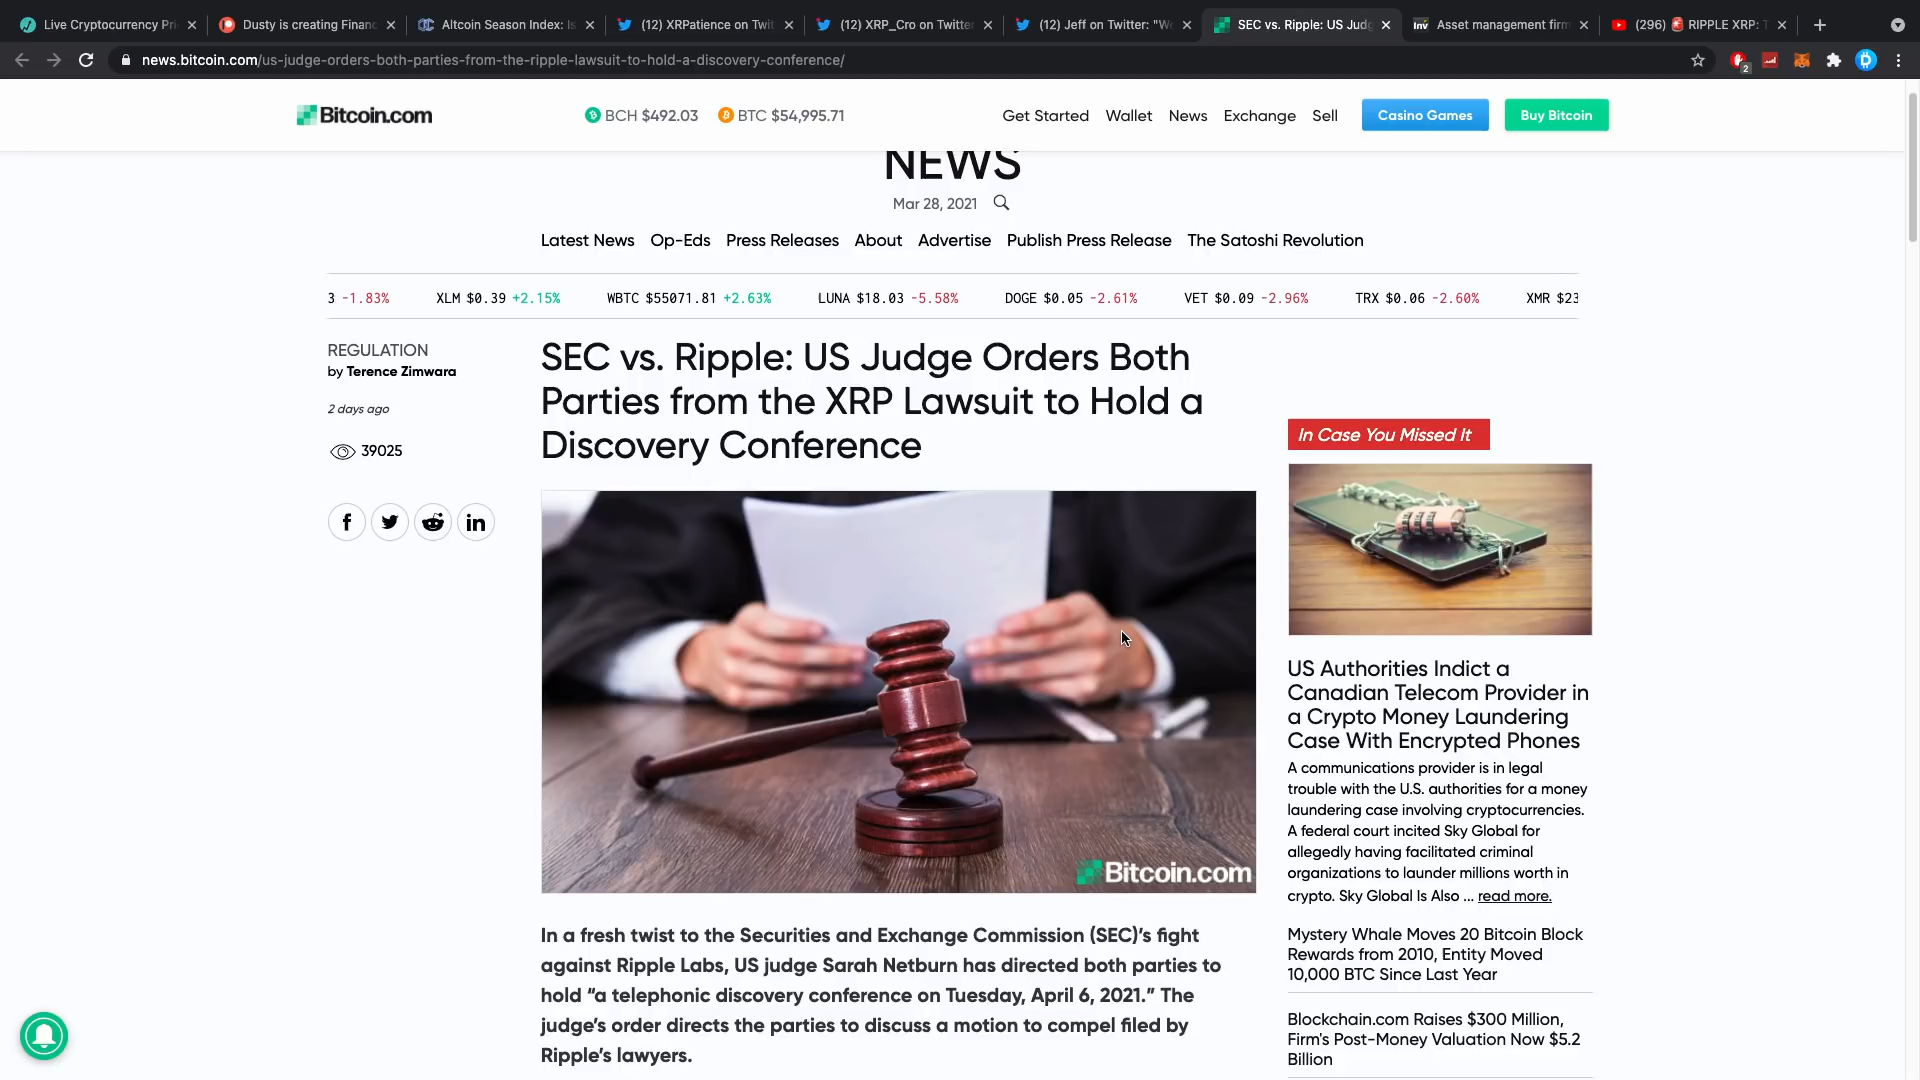 Live Cryptocurrency Pri
Dusty is creating Financ
Altcoin Season Index: Is
(12) XRPatience on Twit
(12) XRP_Cro on Twitter
(12) Jeff on Twitter: "We
SEC vs. Ripple: US Judg
Asset management firm
(296) 🚨 RIPPLE XRP: T
news.bitcoin.com/us-judge-orders-both-parties-from-the-ripple-lawsuit-to-hold-a-discovery-conference/
2
Bitcoin.com
BCH $492.03
BTC $54,995.71
Get Started
Wallet
News
Exchange
Sell
Casino Games
Buy Bitcoin
NEWS
Mar 28, 2021
Latest News
Op-Eds
Press Releases
About
Advertise
Publish Press Release
The Satoshi Revolution
3 -1.83%
XLM $0.39 +2.15%
WBTC $55071.81 +2.63%
LUNA $18.03 -5.58%
DOGE $0.05 -2.61%
VET $0.09 -2.96%
TRX $0.06 -2.60%
XMR $23
REGULATION
by Terence Zimwara
2 days ago
39025
SEC vs. Ripple: US Judge Orders Both
Parties from the XRP Lawsuit to Hold a
Discovery Conference
Bitcoin.com
In a fresh twist to the Securities and Exchange Commission (SEC)’s fight
against Ripple Labs, US judge Sarah Netburn has directed both parties to
hold “a telephonic discovery conference on Tuesday, April 6, 2021.” The
judge’s order directs the parties to discuss a motion to compel filed by
Ripple’s lawyers.
In Case You Missed It
US Authorities Indict a
Canadian Telecom Provider in
a Crypto Money Laundering
Case With Encrypted Phones
A communications provider is in legal
trouble with the U.S. authorities for a money
laundering case involving cryptocurrencies.
A federal court incited Sky Global for
allegedly having facilitated criminal
organizations to launder millions worth in
crypto. Sky Global Is Also ... read more.
Mystery Whale Moves 20 Bitcoin Block
Rewards from 2010, Entity Moved
10,000 BTC Since Last Year
Blockchain.com Raises $300 Million,
Firm's Post-Money Valuation Now $5.2
Billion